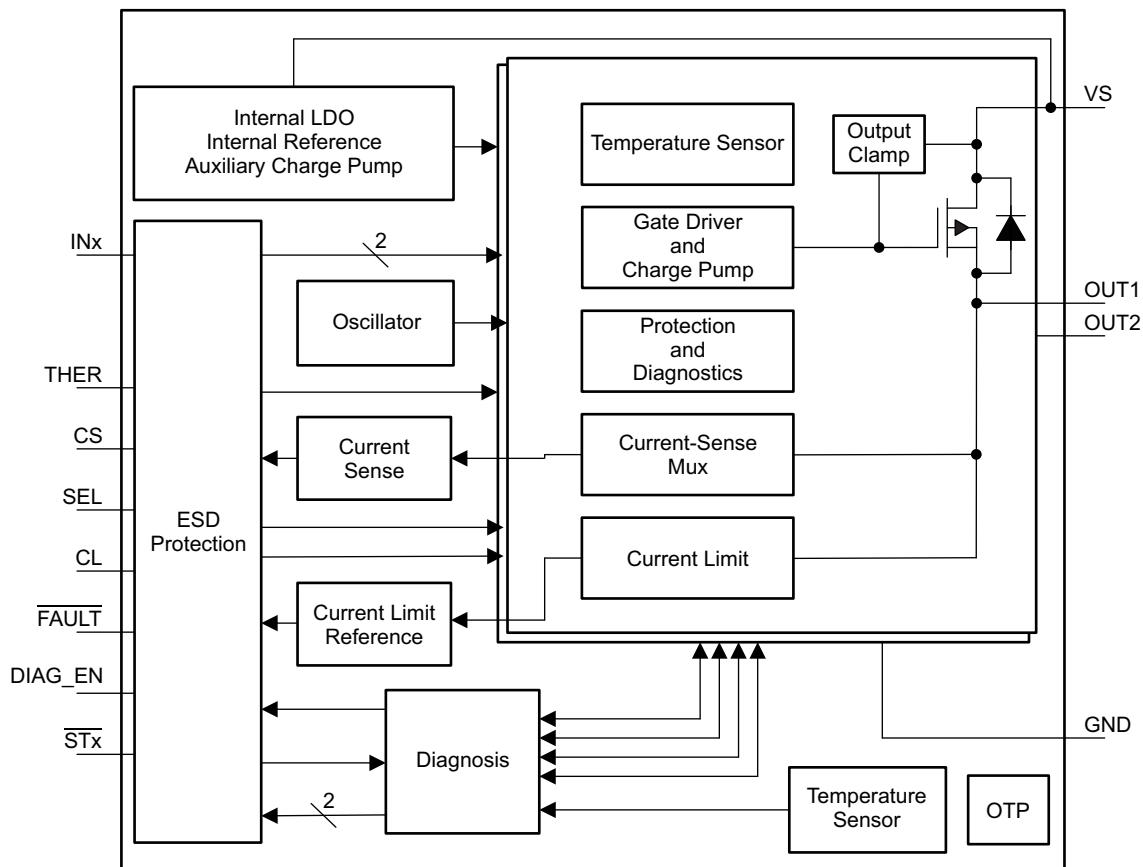 Internal LDO
Internal Reference
Auxiliary Charge Pump
Temperature Sensor
Output
Clamp
VS
INx
2
Gate Driver
and
Charge Pump
OUT1
OUT2
Oscillator
Protection
and
Diagnostics
THER
CS
Current
Sense
Current-Sense
Mux
SEL
ESD
Protection
CL
Current Limit
FAULT
Current Limit
Reference
DIAG_EN
GND
STx
Diagnosis
2
Temperature
Sensor
OTP